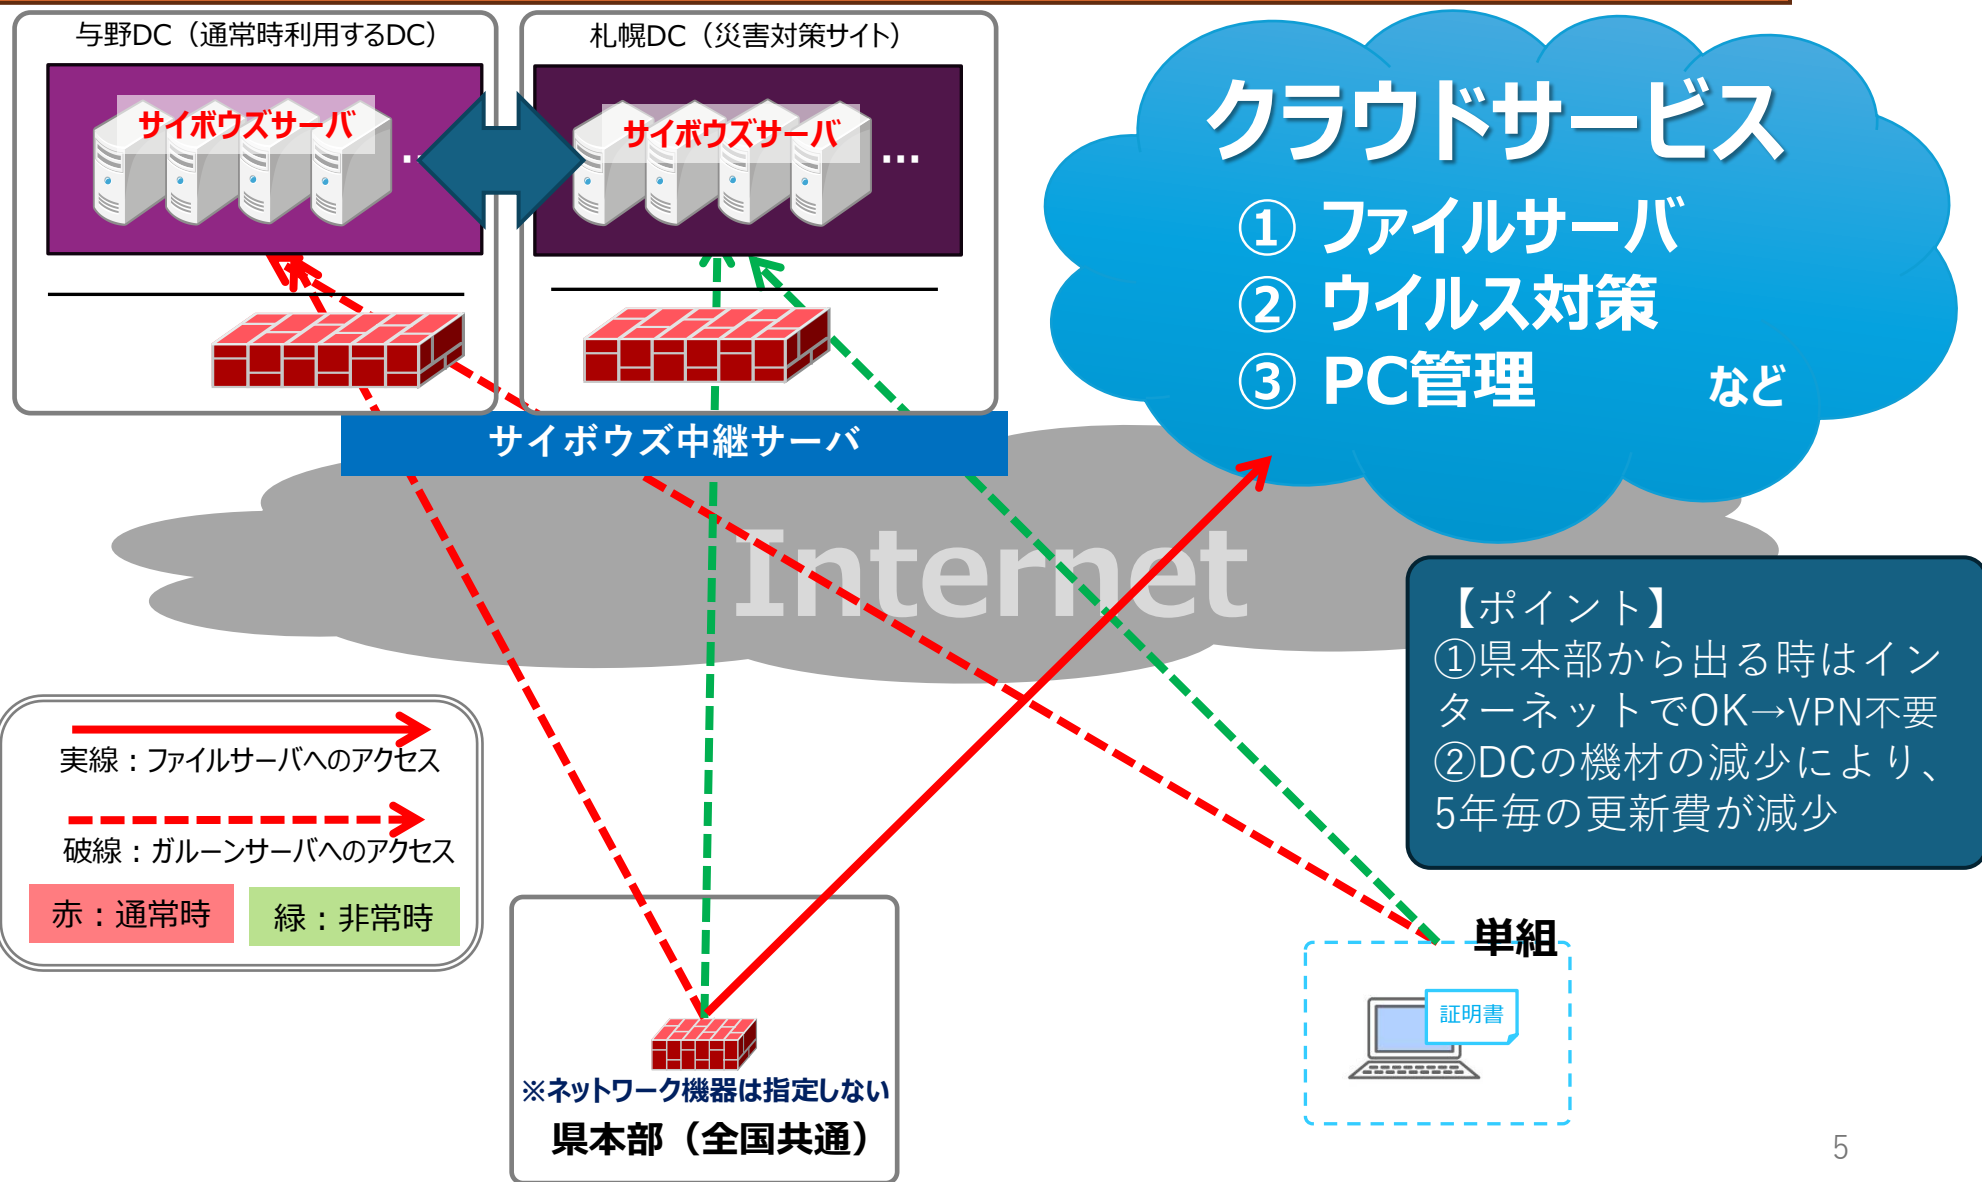 与野DC（通常時利用するDC）
サイボウズサーバ
…
札幌DC（災害対策サイト）
サイボウズサーバ
…
クラウドサービス
① ファイルサーバ
② ウイルス対策
③ PC管理 など
サイボウズ中継サーバ
Internet
【ポイント】
①県本部から出る時はイン
ターネットでOK→VPN不要
②DCの機材の減少により、
5年毎の更新費が減少
実線：ファイルサーバへのアクセス
破線：ガルーンサーバへのアクセス
赤：通常時
緑：非常時
※ネットワーク機器は指定しない
県本部（全国共通）
単組
証明書
5